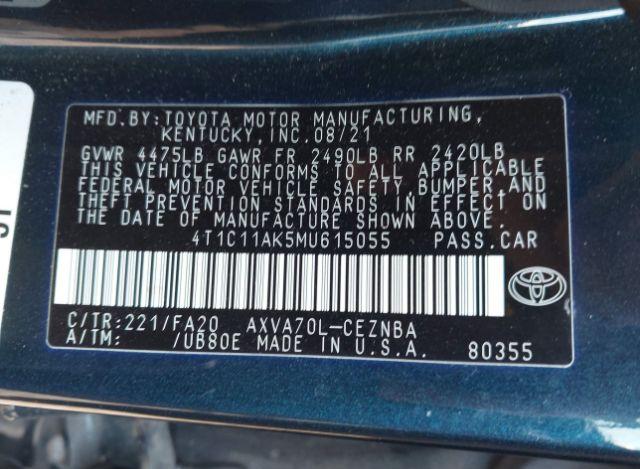 MFD.BY:TOYOTA MOTOR MANUFACTURING,
KENTUCKY,INC.08/21
GVWR 4475LB GAWR FR 2490LB RR 2420LB
THIS VEHICLE CONFORMS TO ALL APPLICABLE
FEDERAL MOTOR VEHICLE SAFETY,BUMPER,AND
THEFT PREVENTION STANDARDS IN EFFECT ON
THE DATE OF MANUFACTURE SHOWN ABOVE.
4T1C11AK5MU615055 PASS.CAR
C/TR:221/FA20 AXVA70L-CEZNBA
A/TM: /UB80E MADE IN U.S.A. 80355